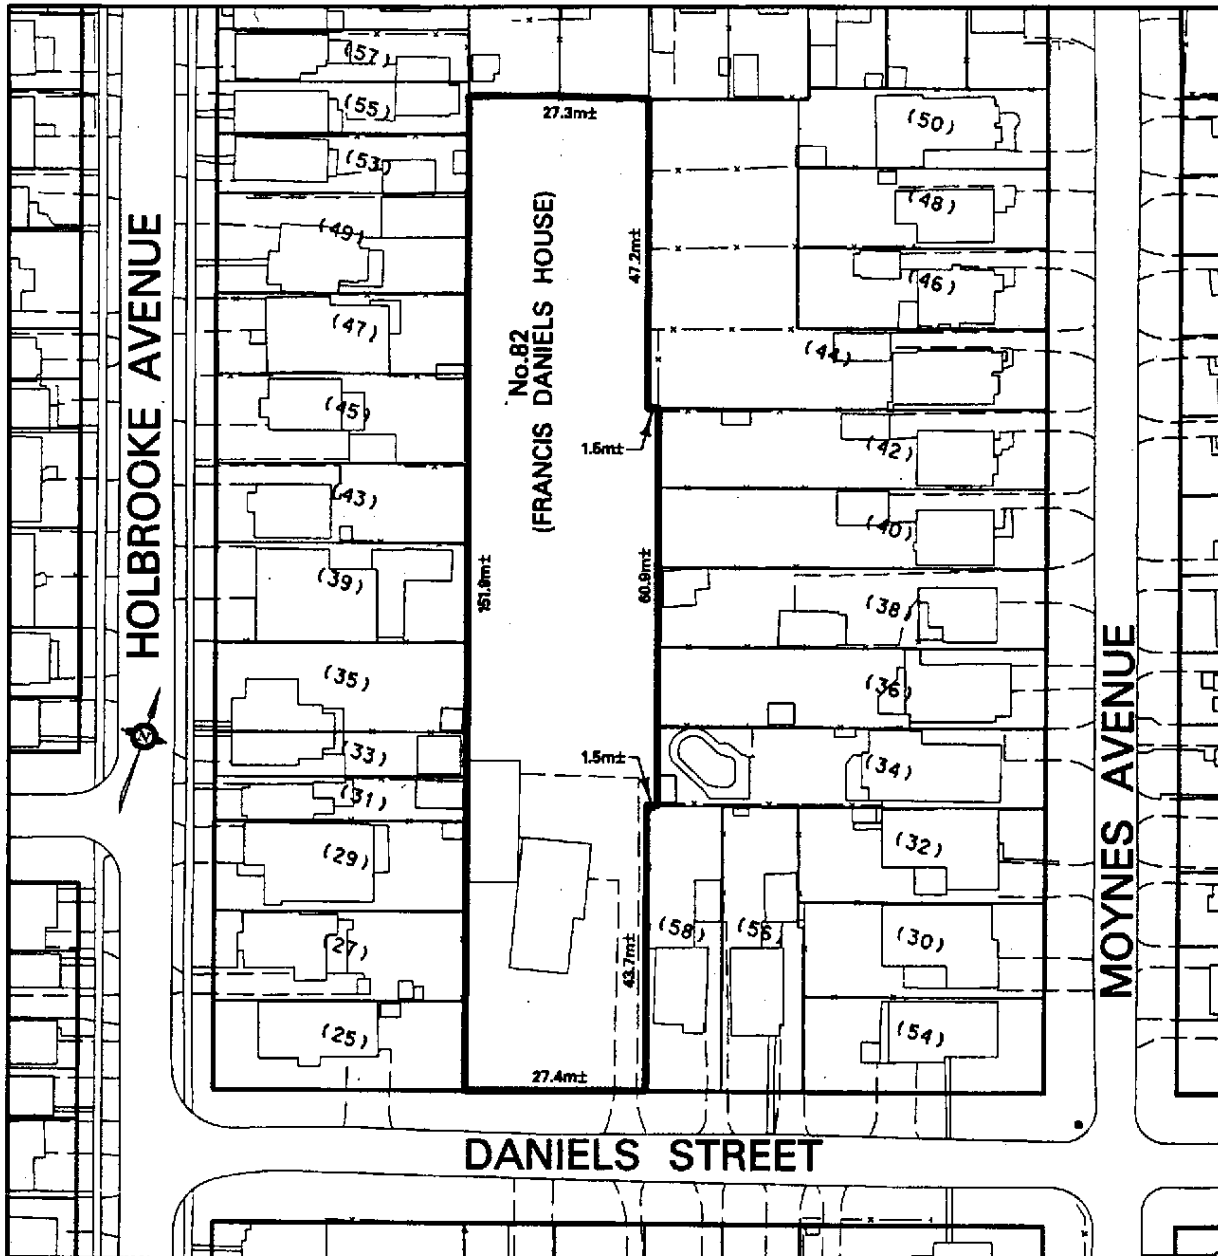 (57)
(55)
(53)
(49)
(47)
(45)
(43)
(39)
(35)
(33)
(31)
(29)
(27)
(25)
HOLBROOKE AVENUE
27.3m±
47.2m±
No.82
(FRANCIS DANIELS HOUSE)
1.5m±
151.9m±
60.9m±
1.5m±
43.7m±
27.4m±
(50)
(48)
(46)
(44)
(42)
(40)
(38)
(36)
(34)
(32)
(58)
(56)
(30)
(54)
MOYNES AVENUE
DANIELS STREET